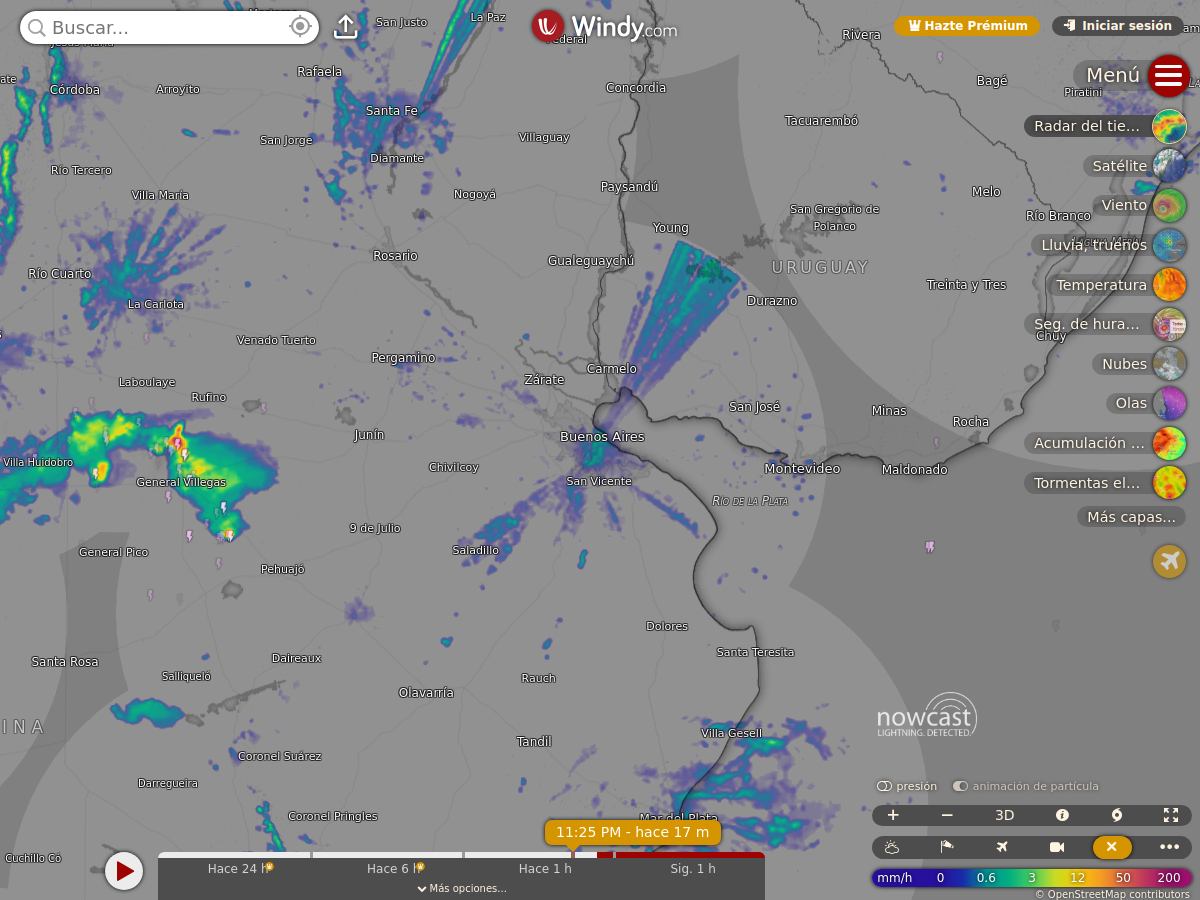 Buscar...
Windy.com
Hazte Prémium
Iniciar sesión
San Justo
La Paz
Rivera
Rafaela
Menú
Bagé
Piratini
Córdoba
Arroyito
Concordia
Santa Fe
Tacuarembó
Radar del tie...
San Jorge
Villaguay
Diamante
Río Tercero
Satélite
Villa María
Nogoyá
Paysandú
Melo
Viento
San Gregorio de
Polanco
Río Branco
Young
Lluvia, truenos
Rosario
Gualeguaychú
URUGUAY
Río Cuarto
Treinta y Tres
Temperatura
La Carlota
Durazno
Seg. de hura...
Chuy
Venado Tuerto
Pergamino
Carmelo
Nubes
Laboulaye
Zárate
Rufino
San José
Minas
Olas
Rocha
Junín
Buenos Aires
Acumulación ...
Villa Huidobro
Chivilcoy
Montevideo
Maldonado
General Villegas
San Vicente
Tormentas el...
Río de la Plata
Más capas...
9 de Julio
General Pico
Saladillo
Pehuajó
Dolores
Santa Rosa
Daireaux
Santa Teresita
Salliqueló
Rauch
Olavarría
INA
nowcast
LIGHTNING. DETECTED.
Villa Gesell
Tandil
Coronel Suárez
Darregueira
presión
animación de partícula
Coronel Pringles
Mar del Plata
+ − 3D
11:25 PM - hace 17 m
Cuchillo Có
Hace 24 h
Hace 6 h
Hace 1 h
Sig. 1 h
mm/h 0 0.6 3 12 50 200
Más opciones...
© OpenStreetMap contributors